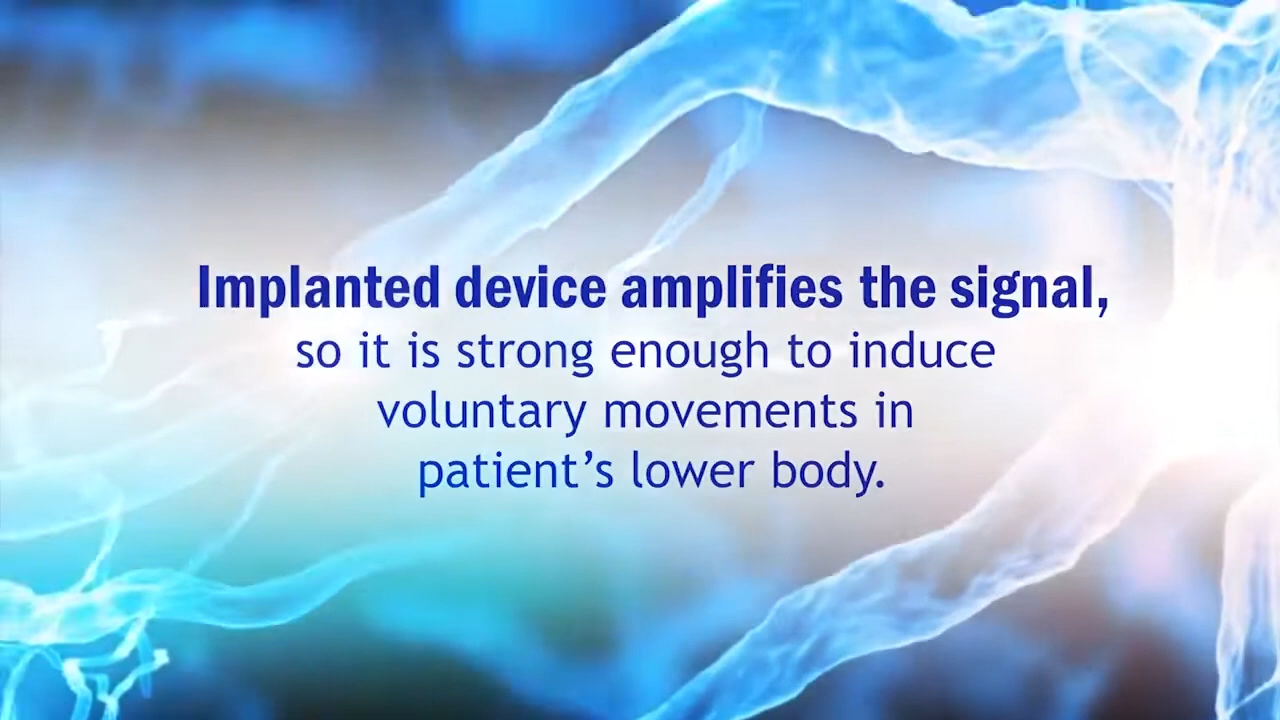 Implanted device amplifies the signal,
so it is strong enough to induce
voluntary movements in
patient’s lower body.